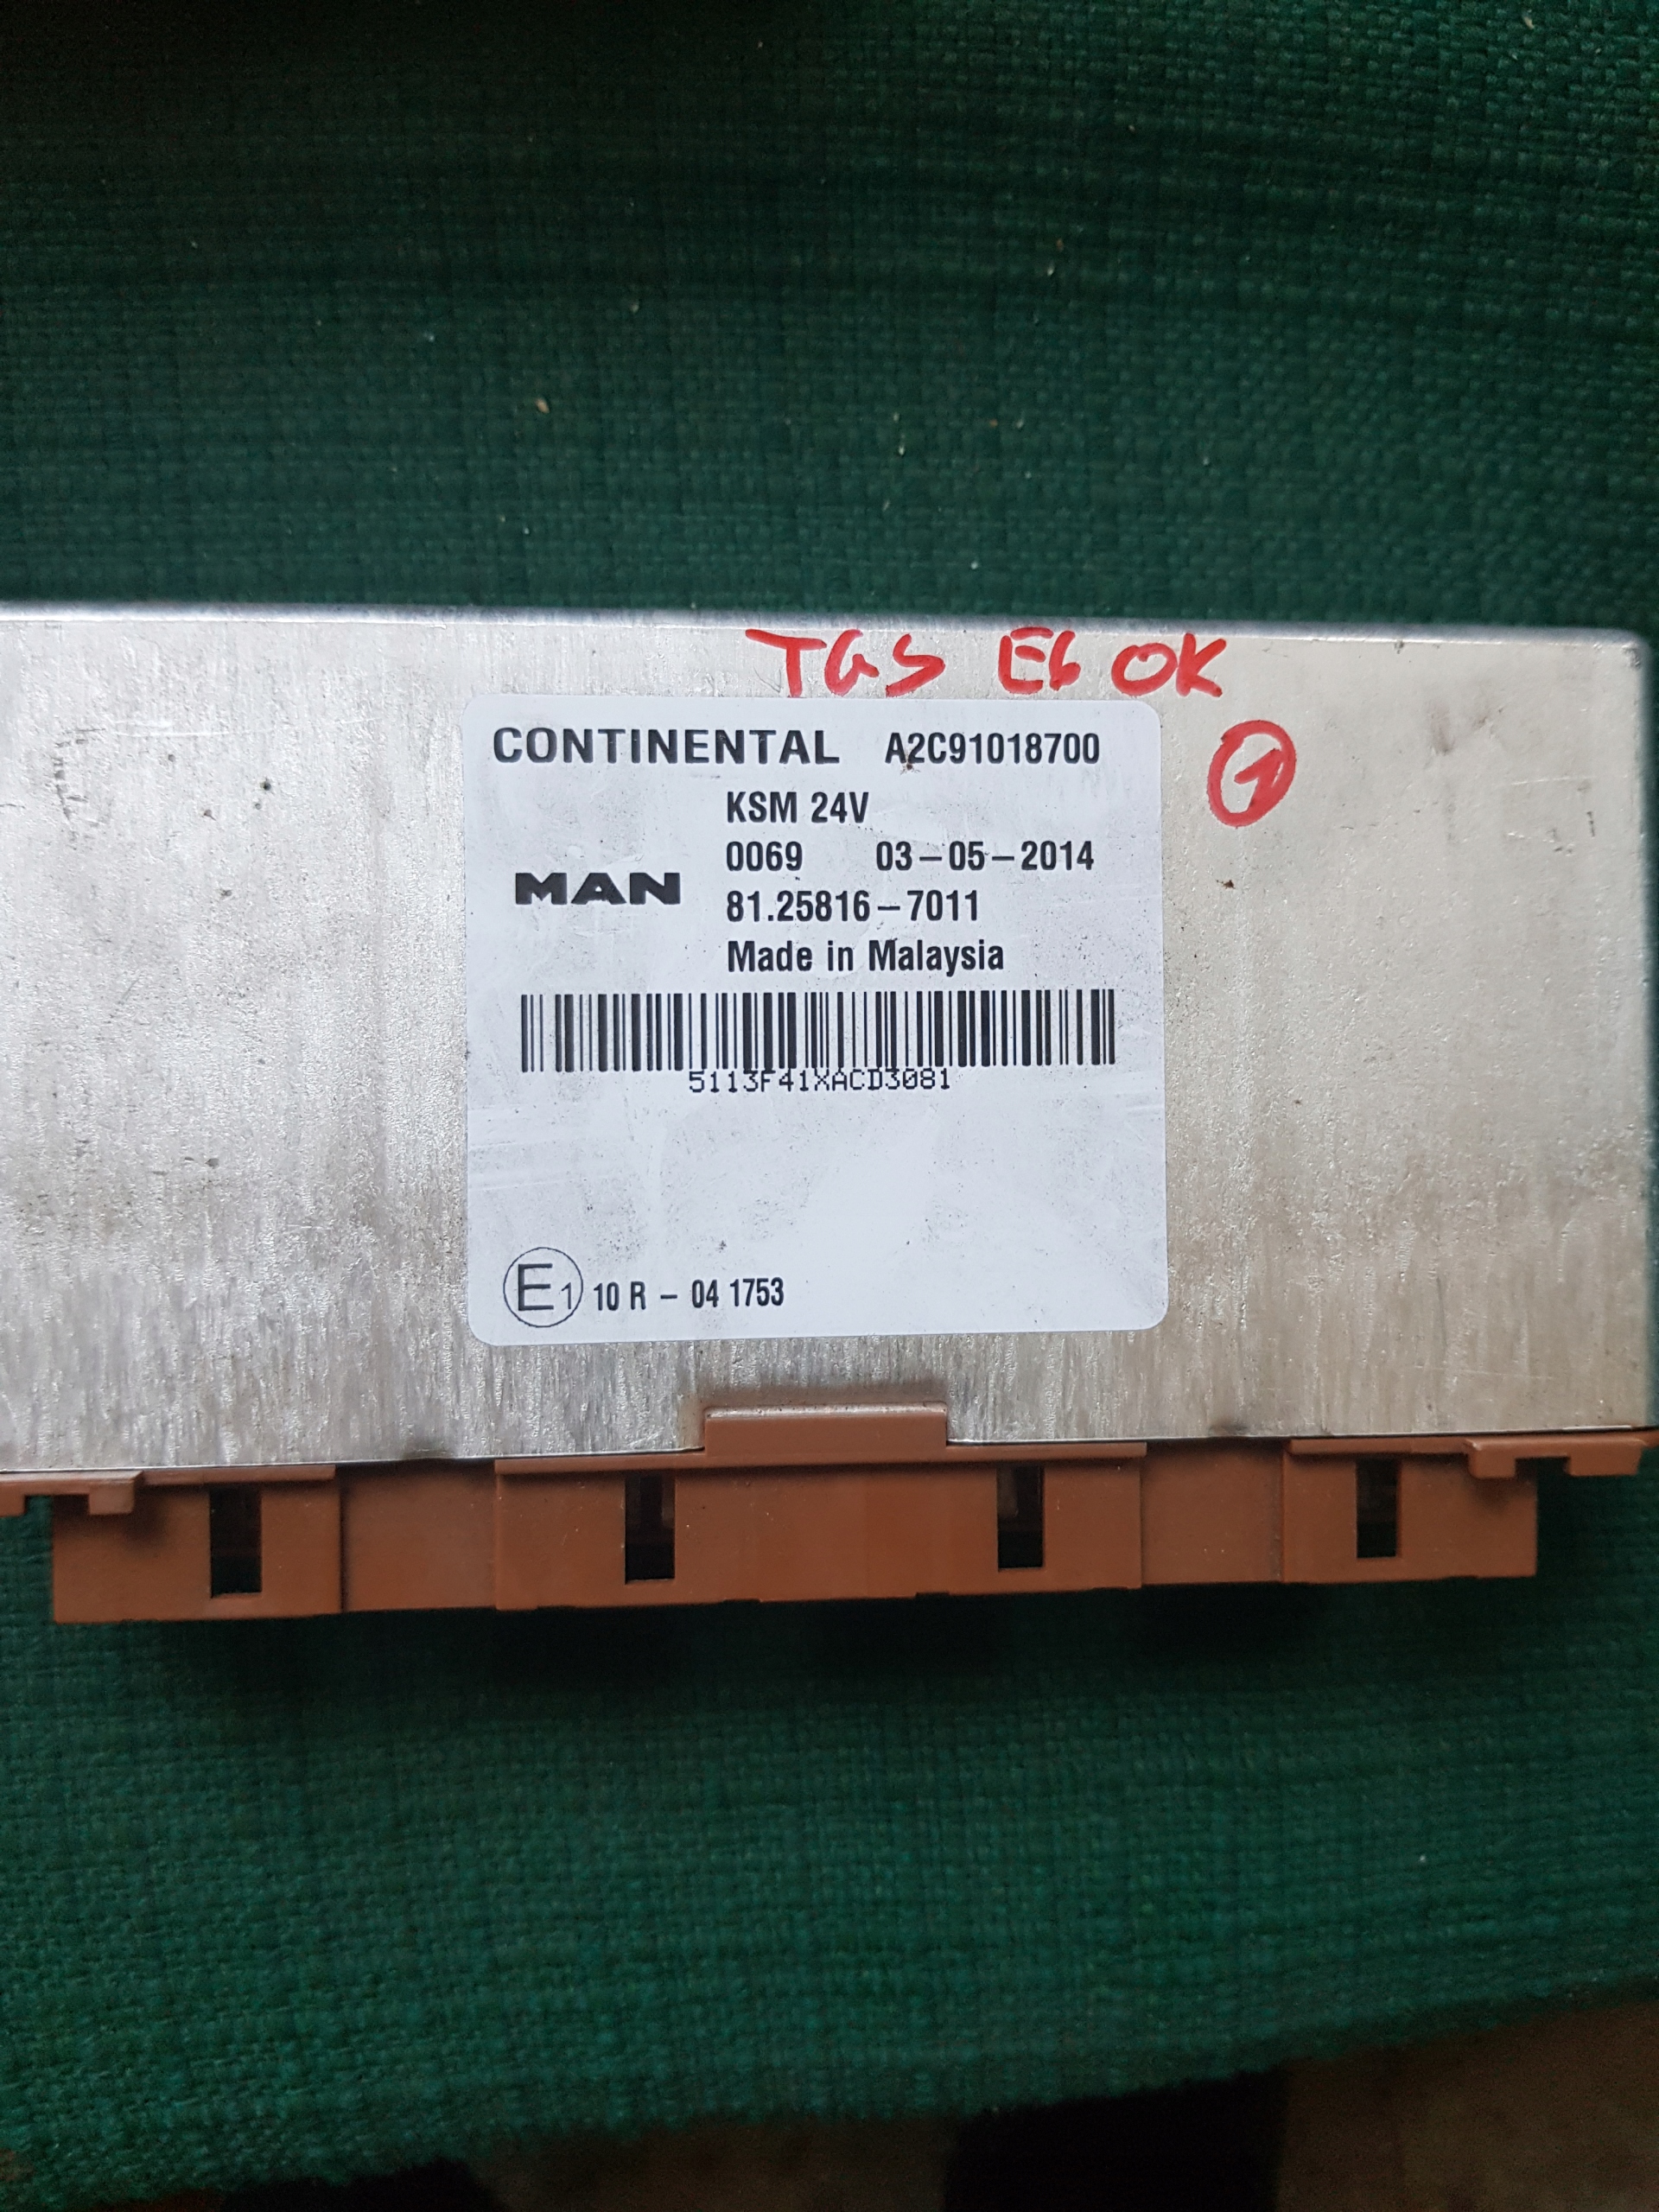 TGS E6 OK
1
CONTINENTAL A2C91018700
KSM 24V
0069 03-05-2014
MAN
81.25816-7011
Made in Malaysia
5113F41XACD3081
E1 10 R - 04 1753